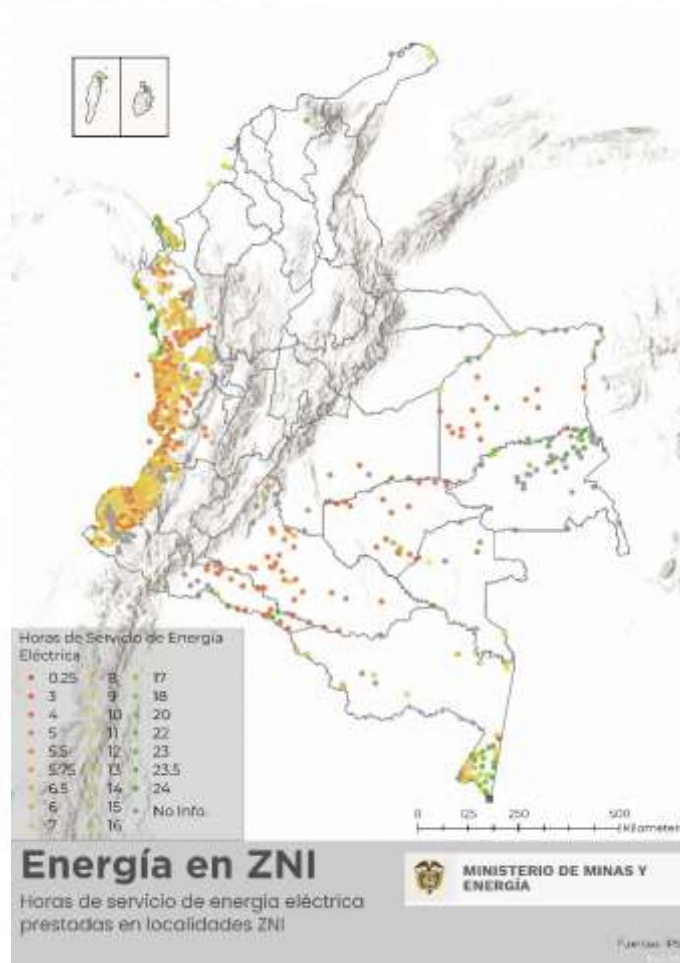 Horas de Servicio de Energía
Eléctrica
0.25
3
4
5
5.5
5.75
6.5
6
7
8
9
10
11
12
13
14
15
16
17
18
20
22
23
23.5
24
No Info.
0 125 250 500
Kilometers
Energía en ZNI
Horas de servicio de energía eléctrica
prestadas en localidades ZNI
MINISTERIO DE MINAS Y
ENERGÍA